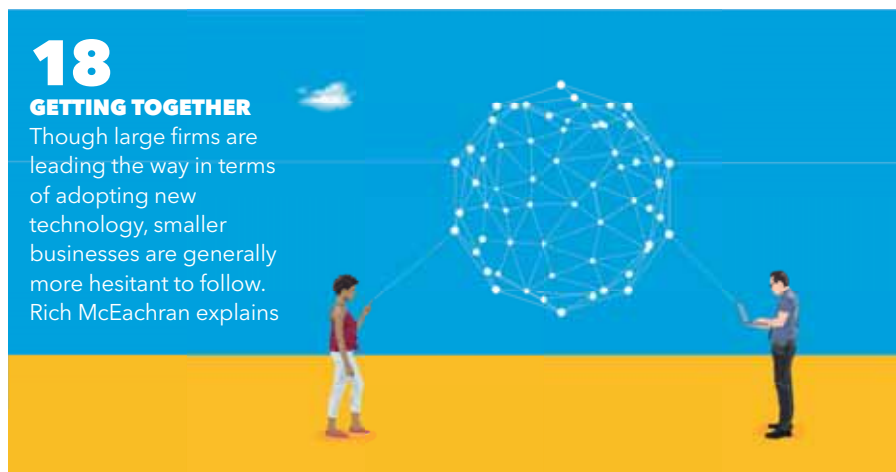 18
GETTING TOGETHER
Though large firms are
leading the way in terms
of adopting new
technology, smaller
businesses are generally
more hesitant to follow.
Rich McEachran explains